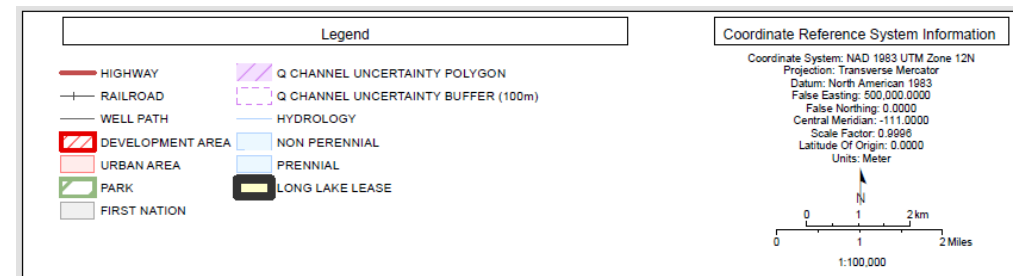 Legend
HIGHWAY
RAILROAD
WELL PATH
DEVELOPMENT AREA
URBAN AREA
PARK
FIRST NATION
Q CHANNEL UNCERTAINTY POLYGON
Q CHANNEL UNCERTAINTY BUFFER (100m)
HYDROLOGY
NON PERENNIAL
PRENNIAL
LONG LAKE LEASE
Coordinate Reference System Information
Coordinate System: NAD 1983 UTM Zone 12N
Projection: Transverse Mercator
Datum: North American 1983
False Easting: 500,000.0000
False Northing: 0.0000
Central Meridian: -111.0000
Scale Factor: 0.9996
Latitude Of Origin: 0.0000
Units: Meter
N
0 1 2 km
0 1 2 Miles
1:100,000